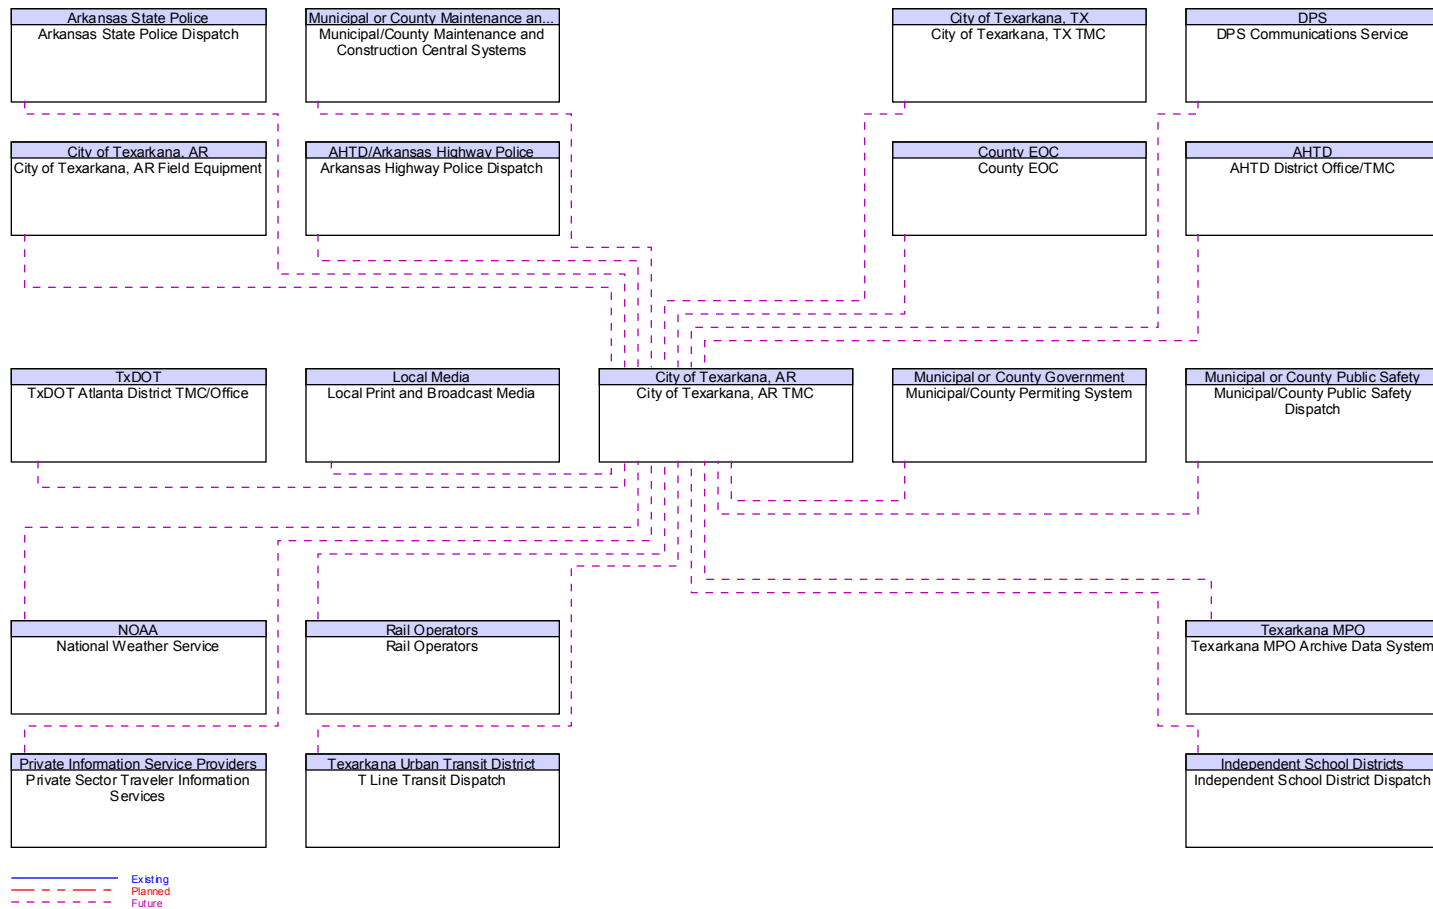 Arkansas State Police
Arkansas State Police Dispatch
Municipal or County Maintenance an...
Municipal/County Maintenance and
Construction Central Systems
City of Texarkana, TX
City of Texarkana, TX TMC
DPS
DPS Communications Service
City of Texarkana, AR
City of Texarkana, AR Field Equipment
AHTD/Arkansas Highway Police
Arkansas Highway Police Dispatch
County EOC
County EOC
AHTD
AHTD District Office/TMC
TxDOT
TxDOT Atlanta District TMC/Office
Local Media
Local Print and Broadcast Media
City of Texarkana, AR
City of Texarkana, AR TMC
Municipal or County Government
Municipal/County Permiting System
Municipal or County Public Safety
Municipal/County Public Safety
Dispatch
NOAA
National Weather Service
Rail Operators
Rail Operators
Texarkana MPO
Texarkana MPO Archive Data System
Private Information Service Providers
Private Sector Traveler Information
Services
Texarkana Urban Transit District
T Line Transit Dispatch
Independent School Districts
Independent School District Dispatch
Existing
Planned
Future